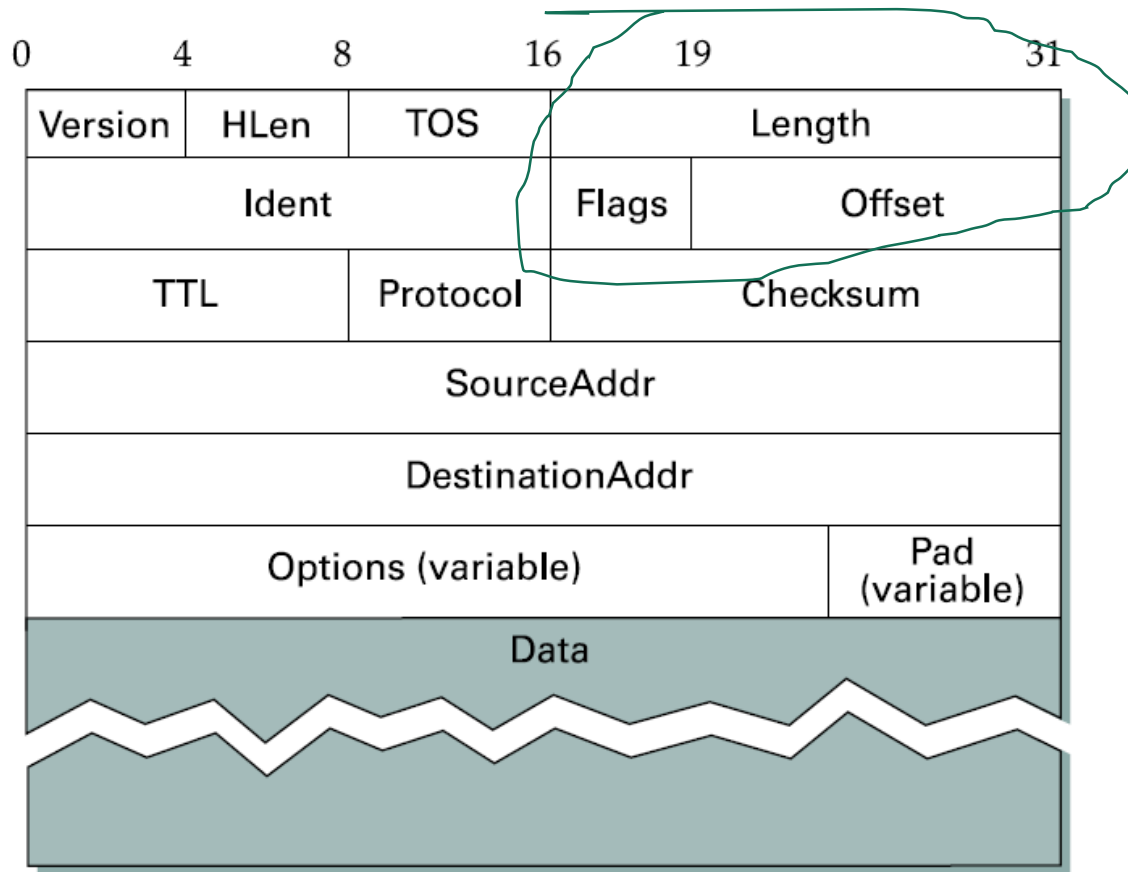 0 4 8 16 19 31
Version HLen TOS Length
Ident Flags Offset
TTL Protocol Checksum
SourceAddr
DestinationAddr
Options (variable) Pad
(variable)
Data